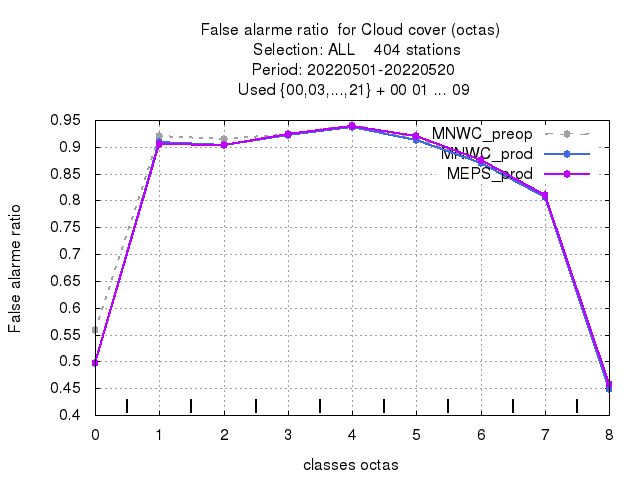 False alarme ratio  for Cloud cover (octas)
Selection: ALL    404 stations
Period: 20220501-20220520
Used {00,03,...,21} + 00 01 ... 09
MNWC_preop
MNWC_prod
MEPS_prod
False alarme ratio
0.95
0.9
0.85
0.8
0.75
0.7
0.65
0.6
0.55
0.5
0.45
0.4
0 1 2 3 4 5 6 7 8
classes octas